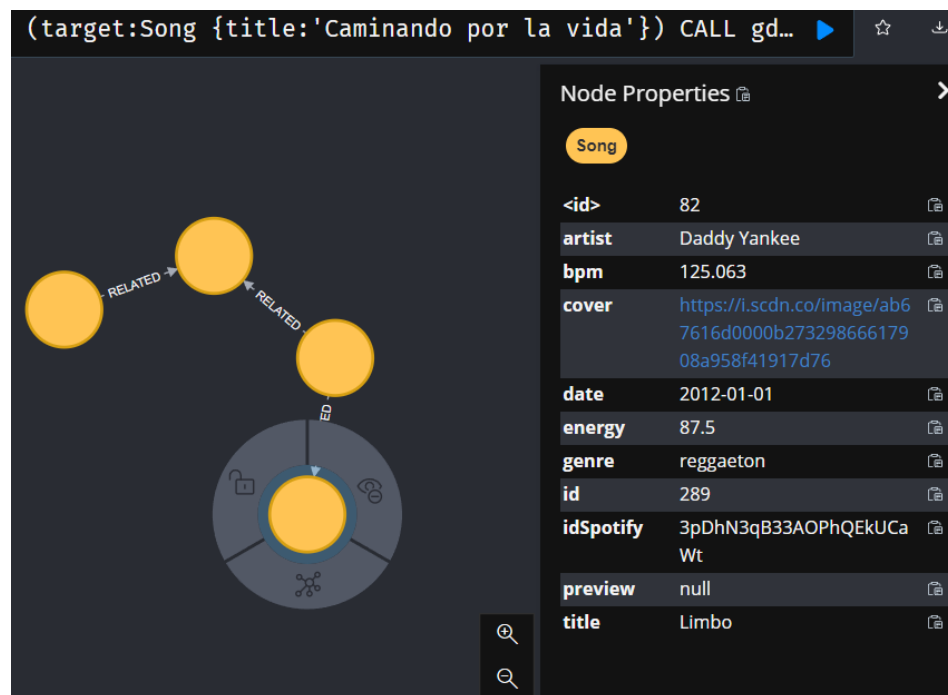 (target:Song {title:'Caminando por la vida'}) CALL gd…
Node Properties
Song
<id> 82
artist Daddy Yankee
bpm 125.063
cover https://i.scdn.co/image/ab6
7616d0000b273298666179
08a958f41917d76
date 2012-01-01
energy 87.5
genre reggaeton
id 289
idSpotify 3pDhN3qB33AOPhQEkUCa
Wt
preview null
title Limbo
RELATED
RELATED
ED